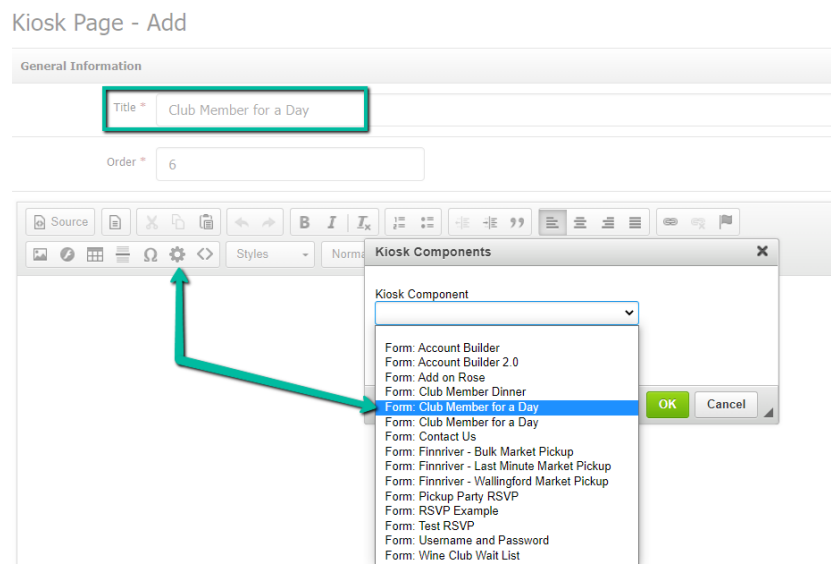 Kiosk Page - Add
General Information
Title *
Club Member for a Day
Order *
6
Source
B I Tx
Ω
Styles
Norma
Kiosk Components
Kiosk Component
Form: Account Builder
Form: Account Builder 2.0
Form: Add on Rose
Form: Club Member Dinner
Form: Club Member for a Day
Form: Club Member for a Day
Form: Contact Us
Form: Finnriver - Bulk Market Pickup
Form: Finnriver - Last Minute Market Pickup
Form: Finnriver - Wallingford Market Pickup
Form: Pickup Party RSVP
Form: RSVP Example
Form: Test RSVP
Form: Username and Password
Form: Wine Club Wait List
OK
Cancel